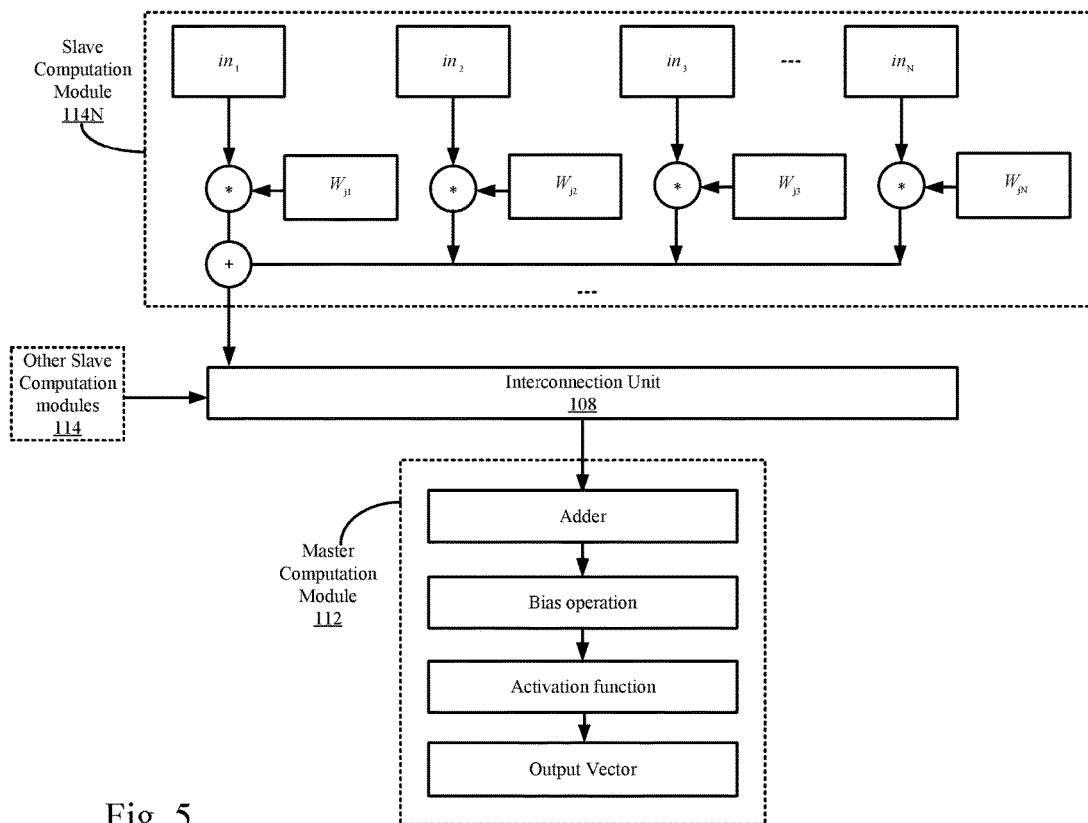 Slave
Computation
Module
114N
in1
in2
in3
---
inN
*
Wj1
*
Wj2
*
Wj3
*
WjN
+
---
Other Slave
Computation
modules
114
Interconnection Unit
108
Master
Computation
Module
112
Adder
Bias operation
Activation function
Output Vector
Fig. 5